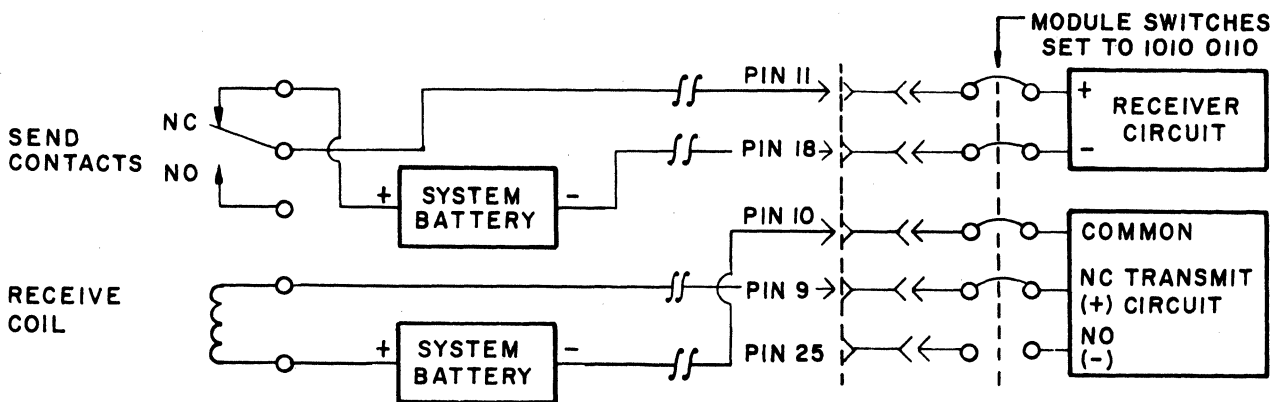 MODULE SWITCHES
SET TO 1010 0110
SEND
CONTACTS
NC
NO
+
SYSTEM
BATTERY
-
PIN 11
PIN 18
+
-
RECEIVER
CIRCUIT
RECEIVE
COIL
+
SYSTEM
BATTERY
-
PIN 10
PIN 9
PIN 25
COMMON
NC TRANSMIT
(+) CIRCUIT
NO
(-)